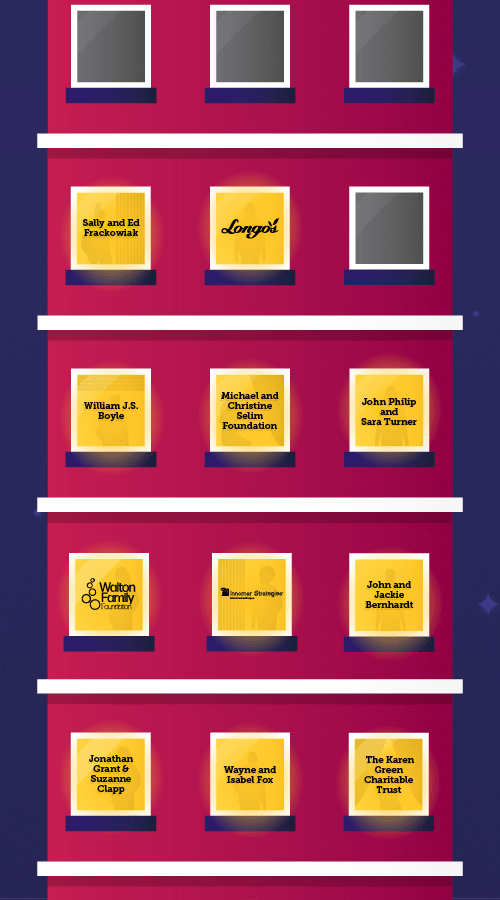 Sally and Ed
Frackowiak
Longo's
William J.S.
Boyle
Michael and
Christine
Selim
Foundation
John Philip
and
Sara Turner
Walton
Family
Foundation
Innomar Strategies
John and
Jackie
Bernhardt
Jonathan
Grant &
Suzanne
Clapp
Wayne and
Isabel Fox
The Karen
Green
Charitable
Trust